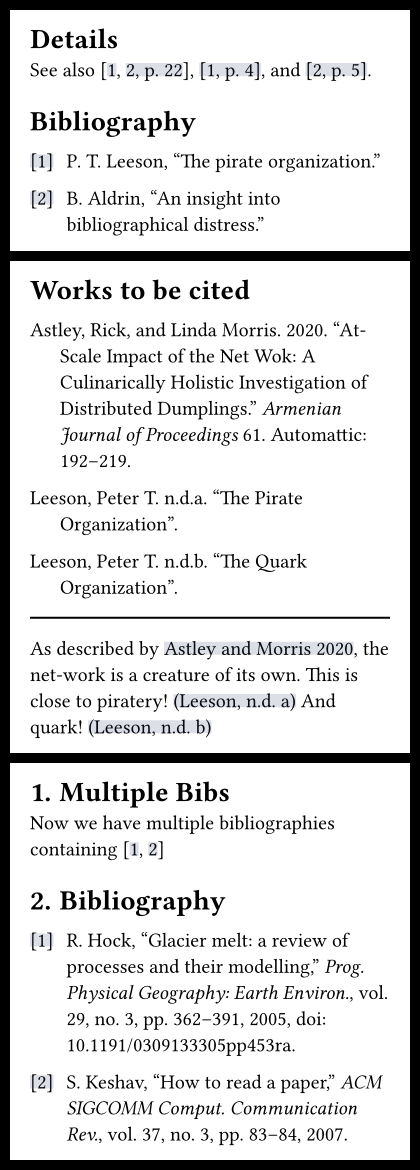 Details
See also [1, 2, p. 22], [1, p. 4], and [2, p. 5].
Bibliography
[1] P. T. Leeson, “The pirate organization.”
[2] B. Aldrin, “An insight into
bibliographical distress.”
Works to be cited
Astley, Rick, and Linda Morris. 2020. “At-
Scale Impact of the Net Wok: A
Culinarically Holistic Investigation of
Distributed Dumplings.” Armenian
Journal of Proceedings 61. Automattic:
192–219.
Leeson, Peter T. n.d.a. “The Pirate
Organization”.
Leeson, Peter T. n.d.b. “The Quark
Organization”.
As described by Astley and Morris 2020, the
net-work is a creature of its own. This is
close to piratery! (Leeson, n.d. a) And
quark! (Leeson, n.d. b)
1. Multiple Bibs
Now we have multiple bibliographies
containing [1, 2]
2. Bibliography
[1] R. Hock, “Glacier melt: a review of
processes and their modelling,” Prog.
Physical Geography: Earth Environ., vol.
29, no. 3, pp. 362–391, 2005, doi:
10.1191/0309133305pp453ra.
[2] S. Keshav, “How to read a paper,” ACM
SIGCOMM Comput. Communication
Rev., vol. 37, no. 3, pp. 83–84, 2007.